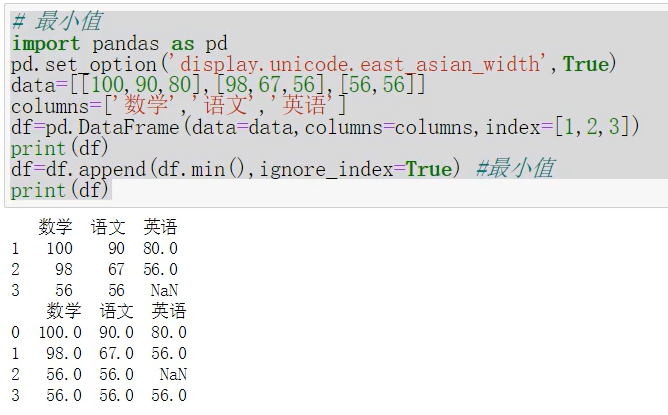 # 最小值
import pandas as pd
pd.set_option('display.unicode.east_asian_width',True)
data=[[100,90,80],[98,67,56],[56,56]]
columns=['数学','语文','英语']
df=pd.DataFrame(data=data,columns=columns,index=[1,2,3])
print(df)
df=df.append(df.min(),ignore_index=True) #最小值
print(df)
   数学  语文  英语
1   100    90  80.0
2    98    67  56.0
3    56    56   NaN
    数学  语文  英语
0  100.0  90.0  80.0
1   98.0  67.0  56.0
2   56.0  56.0   NaN
3   56.0  56.0  56.0